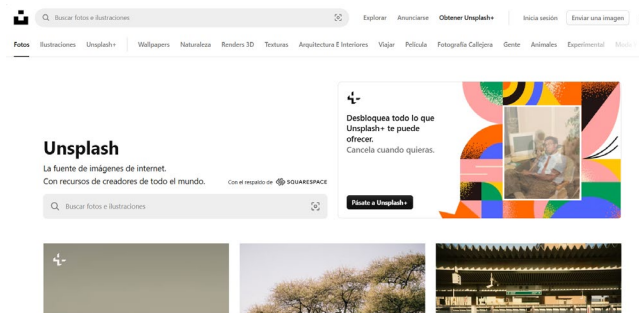 Buscar fotos e ilustraciones
Explorar
Anunciarse
Obtener Unsplash+
Inicia sesión
Enviar una imagen
Fotos
Ilustraciones
Unsplash+
Wallpapers
Naturaleza
Renders 3D
Texturas
Arquitectura E Interiores
Viajar
Película
Fotografía Callejera
Gente
Animales
Experimental
Unsplash
La fuente de imágenes de internet.
Con recursos de creadores de todo el mundo.
Con el respaldo de SQUARESPACE
Buscar fotos e ilustraciones
Desbloquea todo lo que
Unsplash+ te puede
ofrecer.
Cancela cuando quieras.
Pásate a Unsplash+